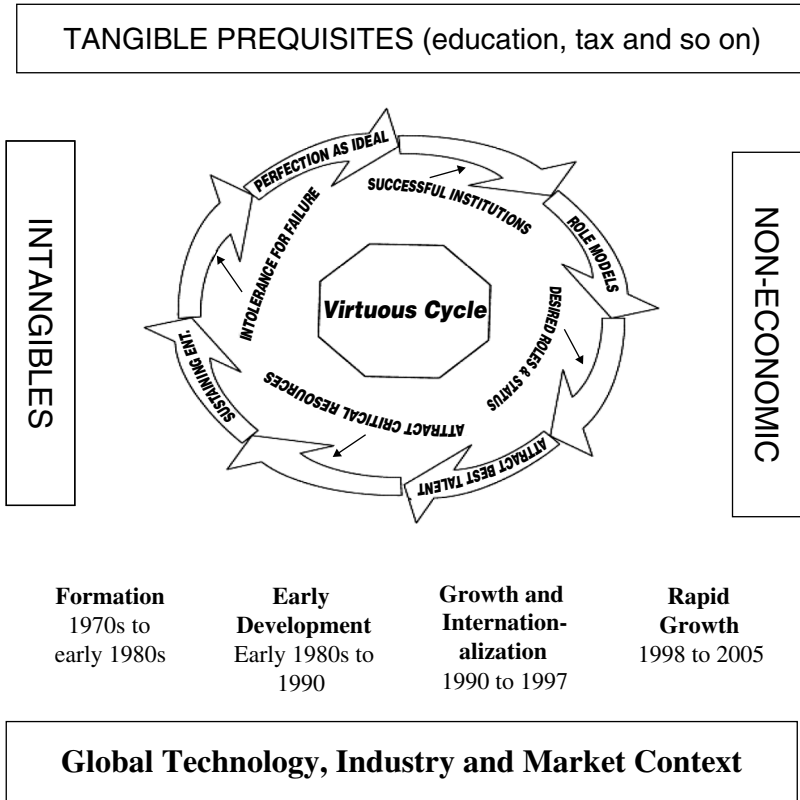 TANGIBLE PREQUISITES (education, tax and so on)
INTANGIBLES
NON-ECONOMIC
PERFECTION AS IDEAL
SUCCESSFUL INSTITUTIONS
ROLE MODELS
DESIRED ROLES & STATUS
ATTRACT BEST TALENT
ATTRACT CRITICAL RESOURCES
SUSTAINING ENT.
INTOLERANCE FOR FAILURE
Virtuous Cycle
Formation
1970s to
early 1980s
Early
Development
Early 1980s to
1990
Growth and
Internation-
alization
1990 to 1997
Rapid
Growth
1998 to 2005
Global Technology, Industry and Market Context